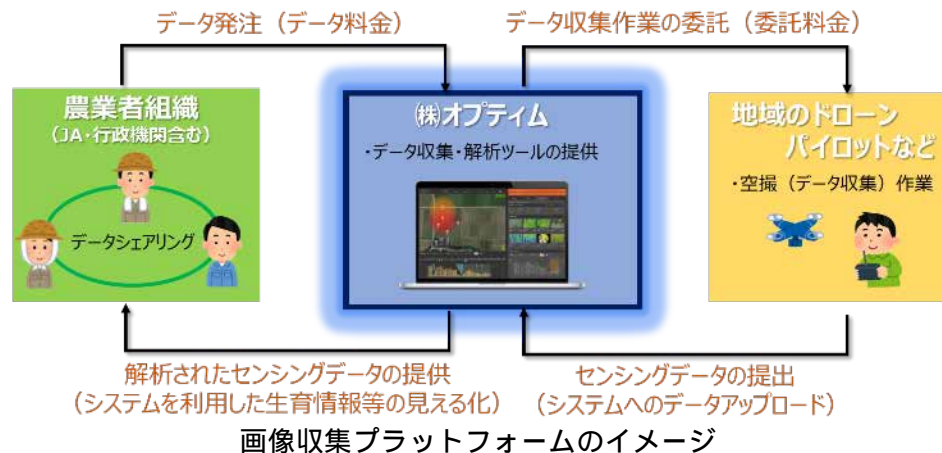 データ発注（データ料金）
データ収集作業の委託（委託料金）
農業者組織
（JA・行政機関含む）
データシェアリング
㈱オプティム
・データ収集・解析ツールの提供
地域のドローン
パイロットなど
・空撮（データ収集）作業
解析されたセンシングデータの提供
（システムを利用した生育情報等の見える化）
センシングデータの提出
（システムへのデータアップロード）
画像収集プラットフォームのイメージ